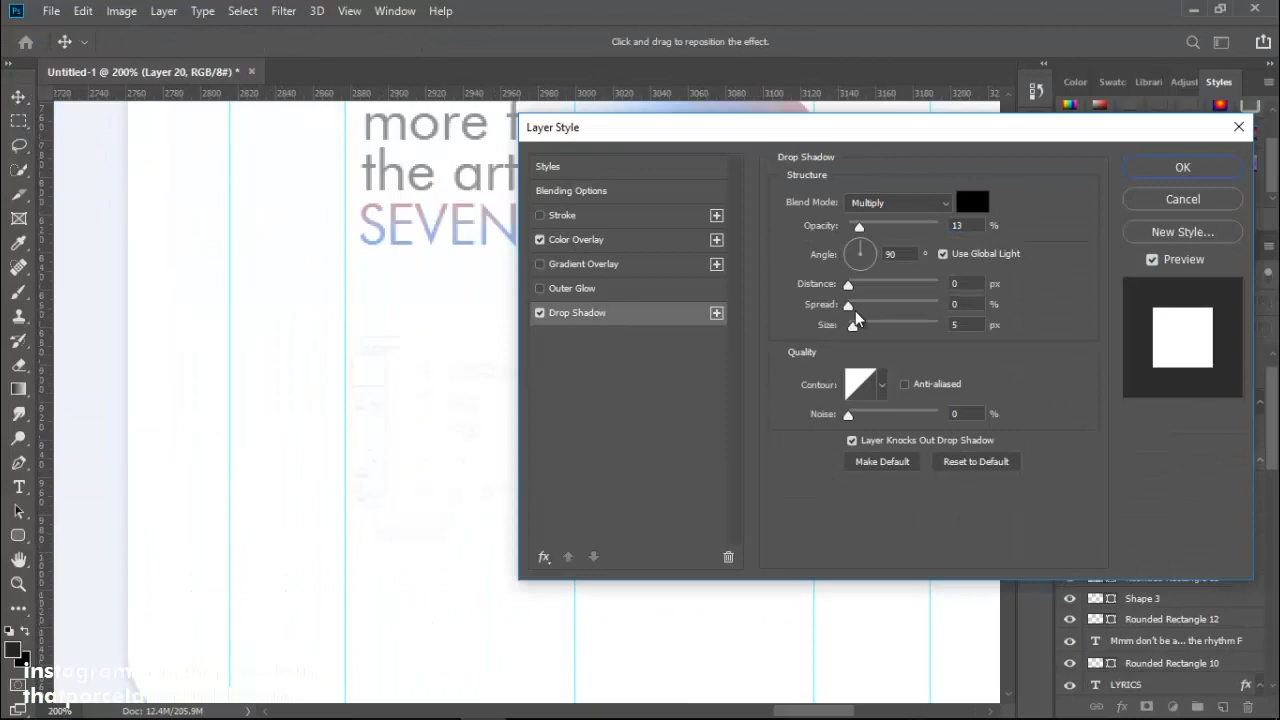 Ps File Edit Image Layer Type Select Filter 3D View Window Help
Click and drag to reposition the effect.
Untitled-1 @ 200% (Layer 20, RGB/8#) * ×
Color Swatc Librari Adjust Styles
2720 2740 2760 2780 2800 2820 2840 2860 2880 2900 2920 2940 2960 2980 3000 3020 3040 3060 3080 3100 3120 3140 3160 3180 3200 32
more t
the art
SEVEN
Layer Style
Styles
Blending Options
Stroke
Color Overlay
Gradient Overlay
Outer Glow
Drop Shadow
fx
Drop Shadow
Structure
Blend Mode: Multiply
Opacity: 13 %
Angle: 90 ° Use Global Light
Distance: 0 px
Spread: 0 %
Size: 5 px
Quality
Contour: Anti-aliased
Noise: 0 %
Layer Knocks Out Drop Shadow
Make Default Reset to Default
OK
Cancel
New Style...
Preview
Shape 3
Rounded Rectangle 12
T Mmm don't be a... the rhythm F
Rounded Rectangle 10
T LYRICS fx
instagram
thatporcel
200% Doc: 12.4M/205.9M